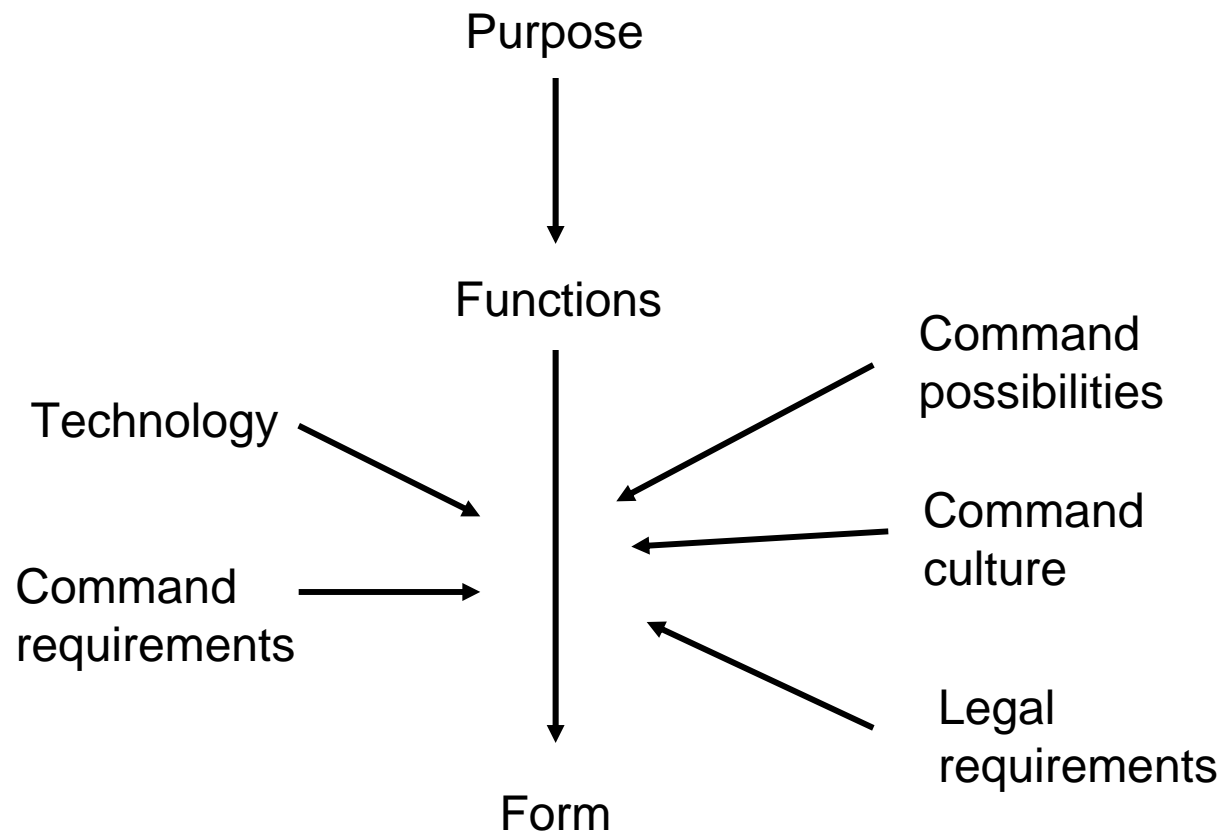 Purpose
Functions
Command
possibilities
Technology
Command
culture
Command
requirements
Legal
requirements
Form